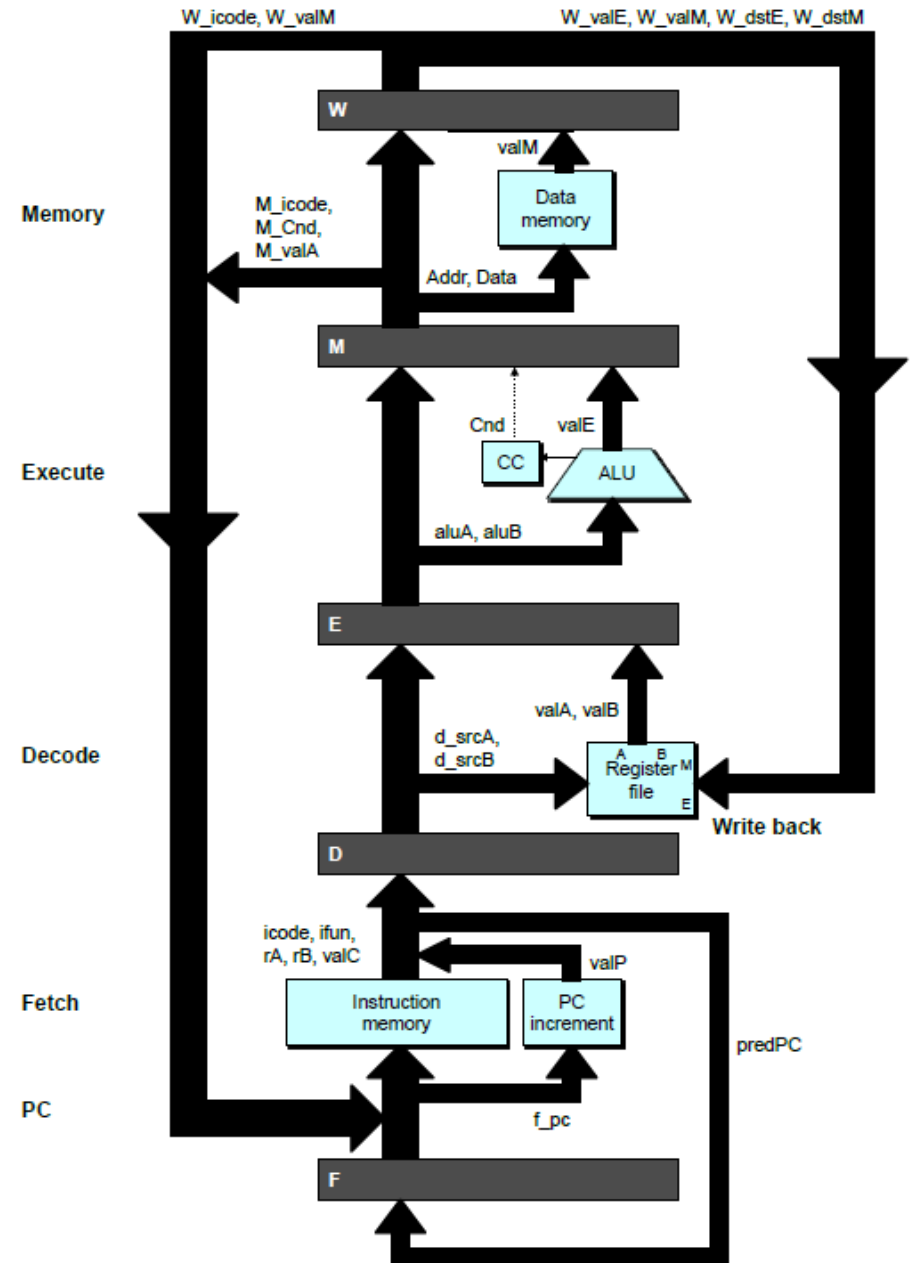 W_icode, W_valM
W_valE, W_valM, W_dstE, W_dstM
W
valM
Data
memory
Memory
M_icode,
M_Cnd,
M_valA
Addr, Data
M
Cnd
valE
CC
ALU
Execute
aluA, aluB
E
valA, valB
d_srcA,
d_srcB
Decode
A B
M
Register
file
E
Write back
D
icode, ifun,
rA, rB, valC
valP
Fetch
Instruction
memory
PC
increment
predPC
PC
f_pc
F